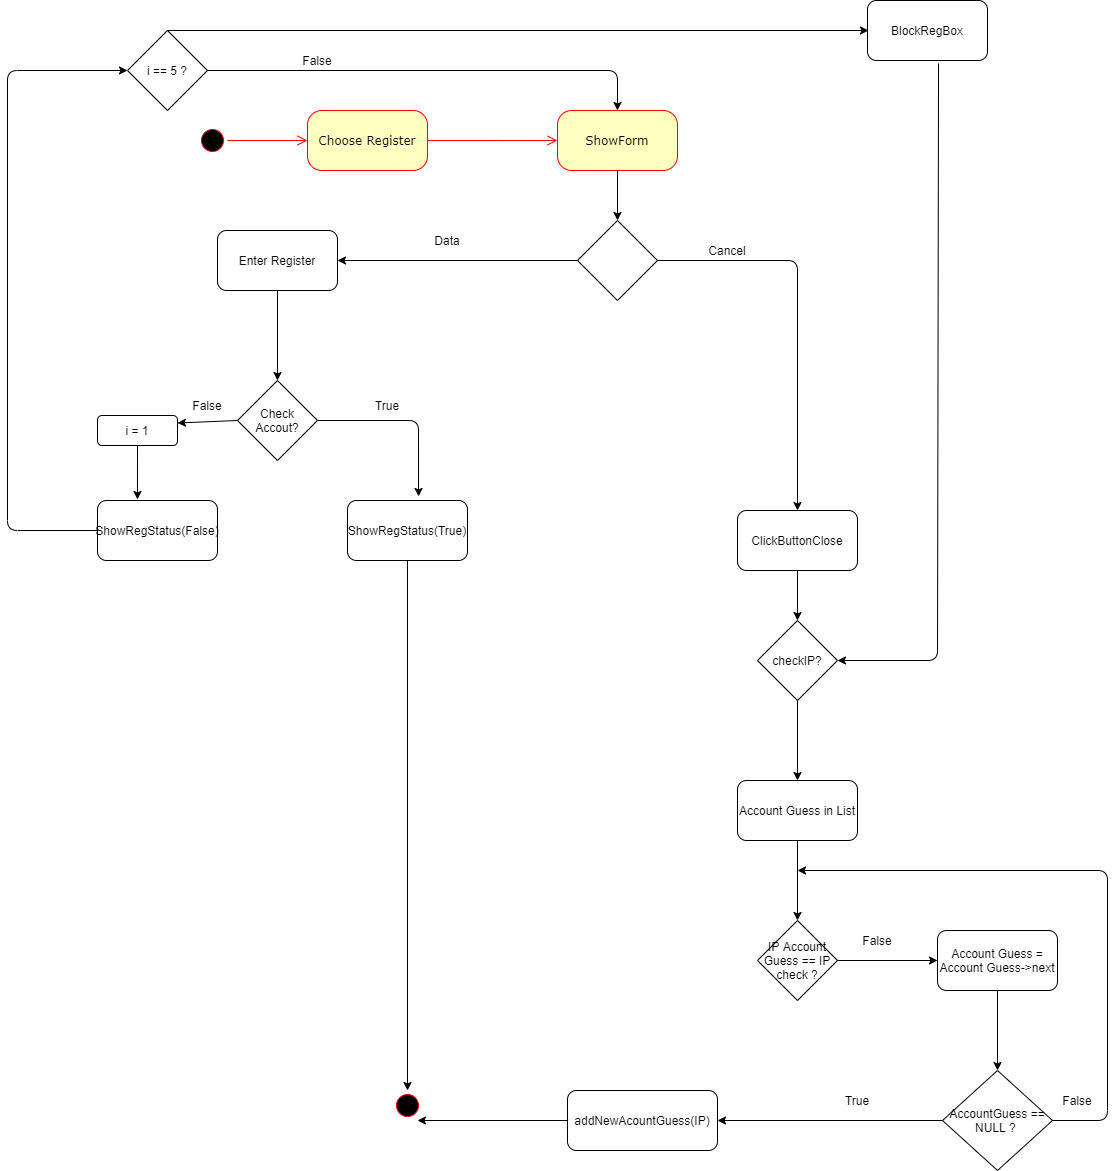 BlockRegBox
i == 5 ?
False
Choose Register
ShowForm
Data
Cancel
Enter Register
False
Check
Accout?
True
i = 1
ShowRegStatus(False)
ShowRegStatus(True)
ClickButtonClose
checkIP?
Account Guess in List
IP Account
Guess == IP
check ?
False
Account Guess =
Account Guess->next
True
AccountGuess ==
NULL ?
False
addNewAcountGuess(IP)